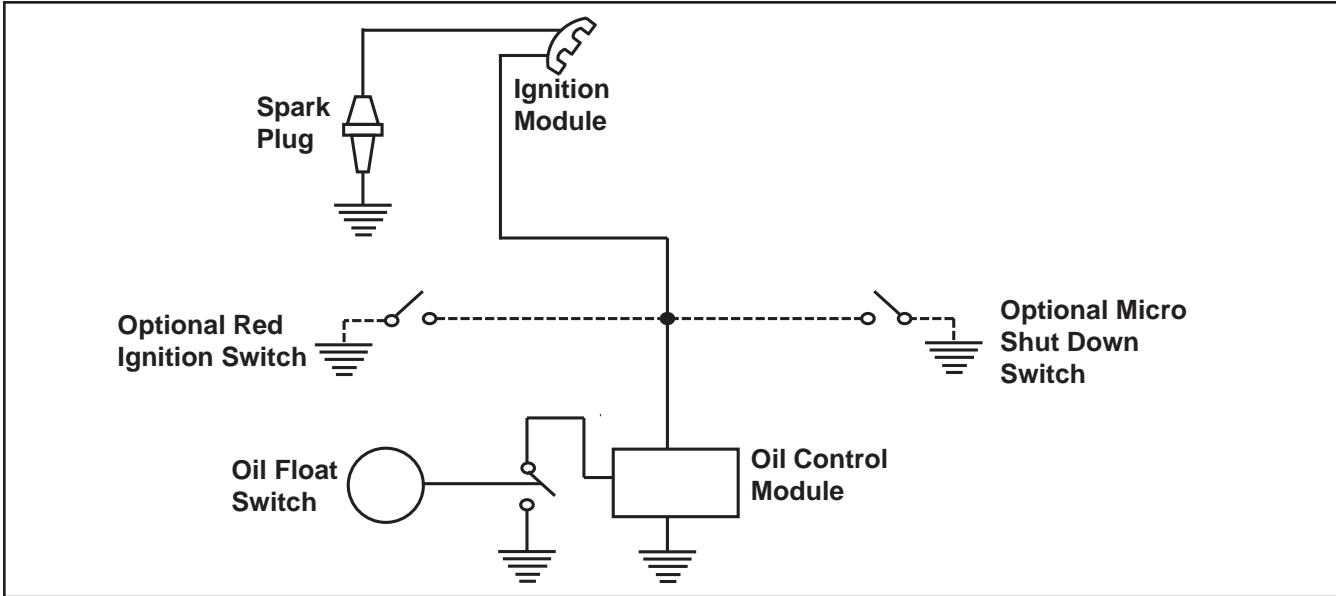 Ignition
Module
Spark
Plug
Optional Red
Ignition Switch
Optional Micro
Shut Down
Switch
Oil Float
Switch
Oil Control
Module